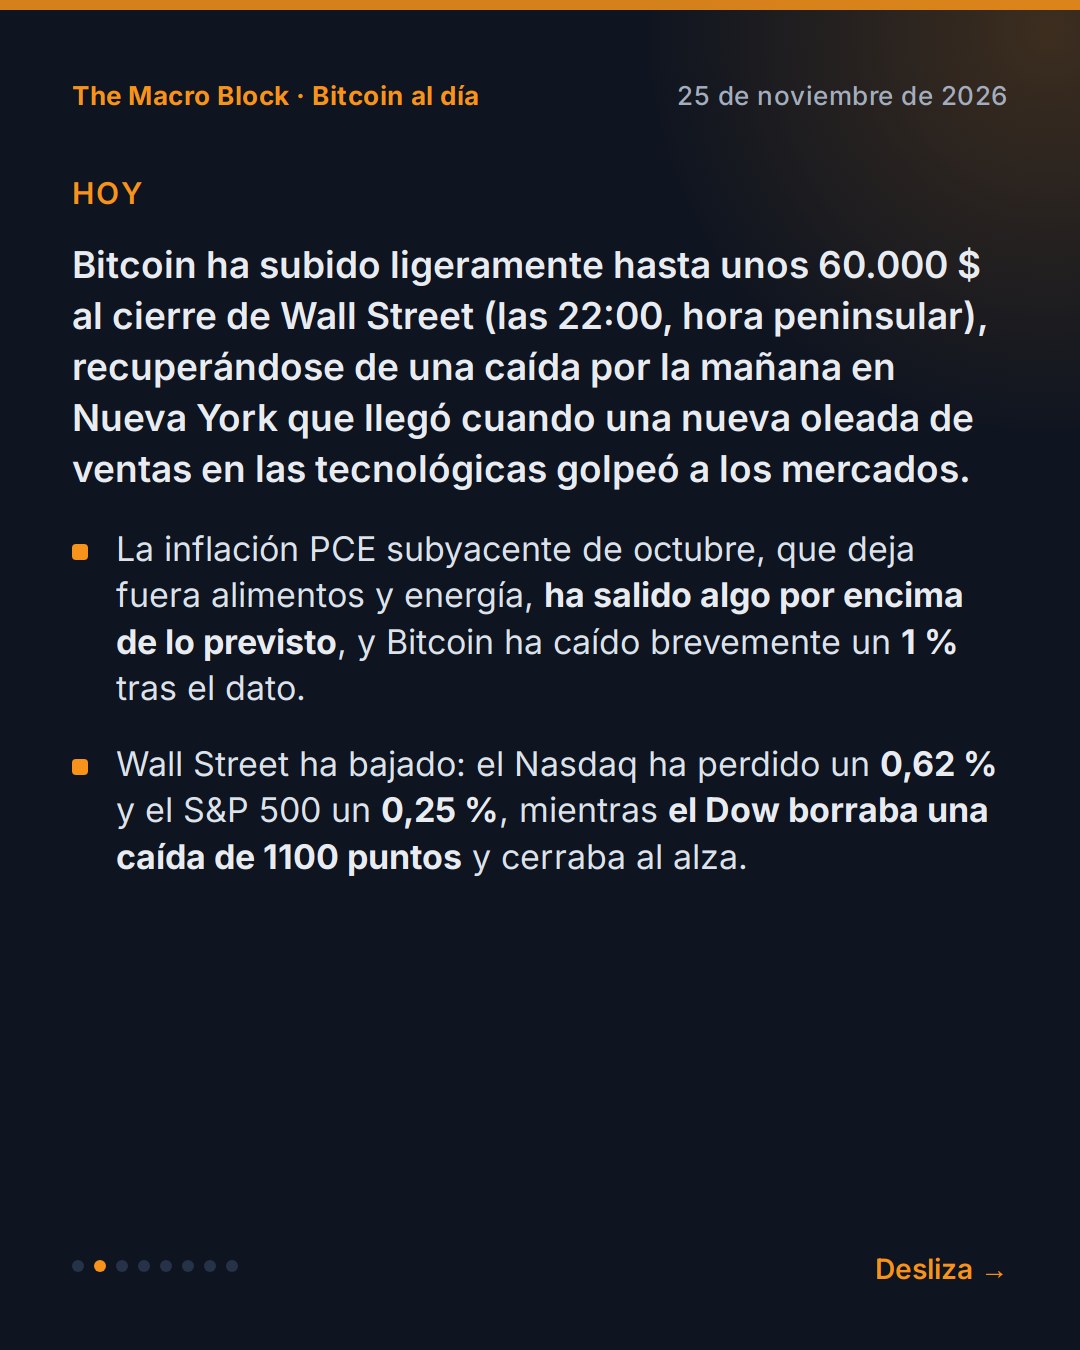 The Macro Block · Bitcoin al día
25 de noviembre de 2026
HOY
Bitcoin ha subido ligeramente hasta unos 60.000 $
al cierre de Wall Street (las 22:00, hora peninsular),
recuperándose de una caída por la mañana en
Nueva York que llegó cuando una nueva oleada de
ventas en las tecnológicas golpeó a los mercados.
La inflación PCE subyacente de octubre, que deja
fuera alimentos y energía, ha salido algo por encima
de lo previsto, y Bitcoin ha caído brevemente un 1 %
tras el dato.
Wall Street ha bajado: el Nasdaq ha perdido un 0,62 %
y el S&P 500 un 0,25 %, mientras el Dow borraba una
caída de 1100 puntos y cerraba al alza.
Desliza →